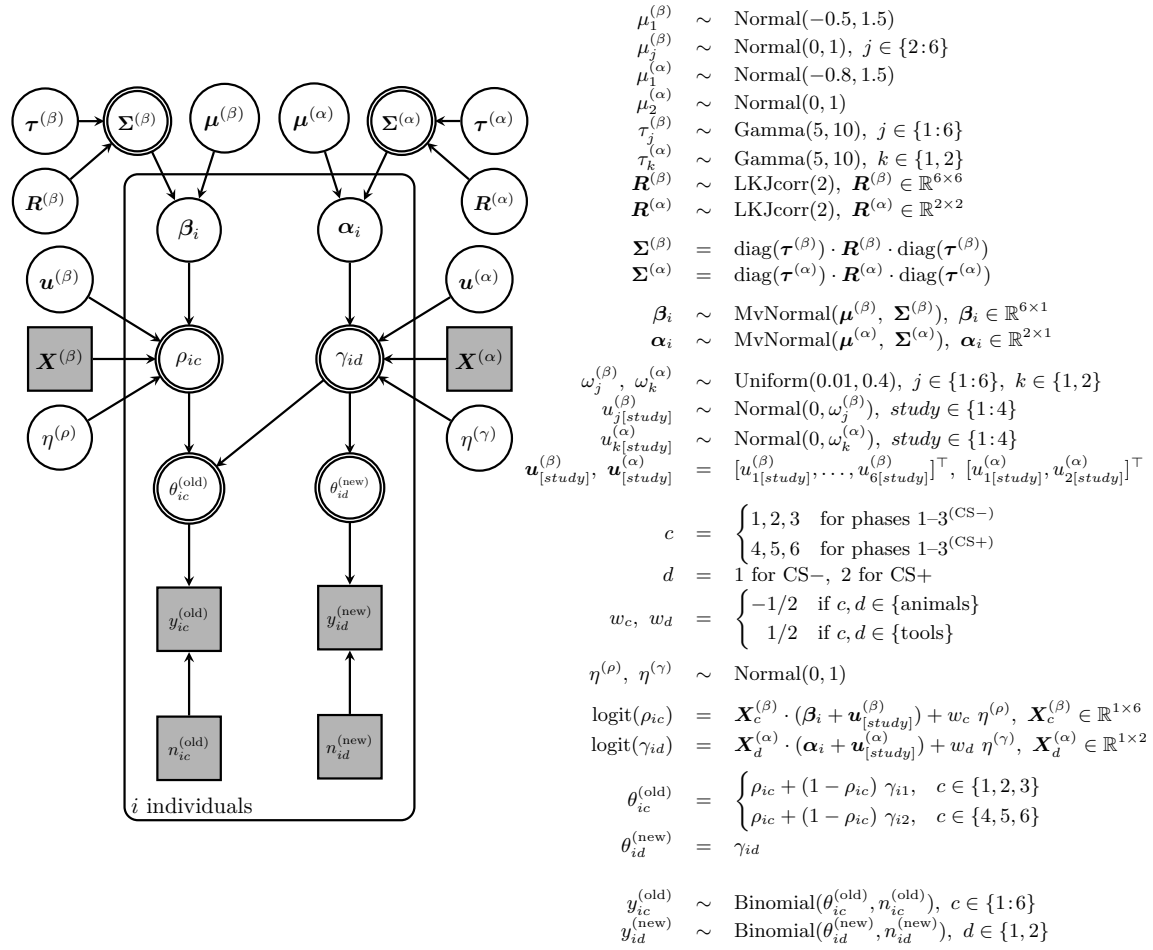 τ^(β)
Σ^(β)
μ^(β)
μ^(α)
Σ^(α)
τ^(α)
R^(β)
R^(α)
β_i
α_i
u^(β)
u^(α)
X^(β)
ρ_ic
γ_id
X^(α)
η^(ρ)
η^(γ)
θ_ic^(old)
θ_id^(new)
y_ic^(old)
y_id^(new)
n_ic^(old)
n_id^(new)
i individuals
μ_1^(β) ∼ Normal(−0.5, 1.5)
μ_j^(β) ∼ Normal(0, 1), j ∈ {2:6}
μ_1^(α) ∼ Normal(−0.8, 1.5)
μ_2^(α) ∼ Normal(0, 1)
τ_j^(β) ∼ Gamma(5, 10), j ∈ {1:6}
τ_k^(α) ∼ Gamma(5, 10), k ∈ {1, 2}
R^(β) ∼ LKJcorr(2), R^(β) ∈ ℝ^6×6
R^(α) ∼ LKJcorr(2), R^(α) ∈ ℝ^2×2
Σ^(β) = diag(τ^(β)) · R^(β) · diag(τ^(β))
Σ^(α) = diag(τ^(α)) · R^(α) · diag(τ^(α))
β_i ∼ MvNormal(μ^(β), Σ^(β)), β_i ∈ ℝ^6×1
α_i ∼ MvNormal(μ^(α), Σ^(α)), α_i ∈ ℝ^2×1
ω_j^(β), ω_k^(α) ∼ Uniform(0.01, 0.4), j ∈ {1:6}, k ∈ {1, 2}
u_j[study]^(β) ∼ Normal(0, ω_j^(β)), study ∈ {1:4}
u_k[study]^(α) ∼ Normal(0, ω_k^(α)), study ∈ {1:4}
u_[study]^(β), u_[study]^(α) = [u_1[study]^(β), . . . , u_6[study]^(β)]^⊤, [u_1[study]^(α), u_2[study]^(α)]^⊤
c = { 1, 2, 3 for phases 1–3^(CS−)
4, 5, 6 for phases 1–3^(CS+)
d = 1 for CS−, 2 for CS+
w_c, w_d = { −1/2 if c, d ∈ {animals}
1/2 if c, d ∈ {tools}
η^(ρ), η^(γ) ∼ Normal(0, 1)
logit(ρ_ic) = X_c^(β) · (β_i + u_[study]^(β)) + w_c η^(ρ), X_c^(β) ∈ ℝ^1×6
logit(γ_id) = X_d^(α) · (α_i + u_[study]^(α)) + w_d η^(γ), X_d^(α) ∈ ℝ^1×2
θ_ic^(old) = { ρ_ic + (1 − ρ_ic) γ_i1, c ∈ {1, 2, 3}
ρ_ic + (1 − ρ_ic) γ_i2, c ∈ {4, 5, 6}
θ_id^(new) = γ_id
y_ic^(old) ∼ Binomial(θ_ic^(old), n_ic^(old)), c ∈ {1:6}
y_id^(new) ∼ Binomial(θ_id^(new), n_id^(new)), d ∈ {1, 2}